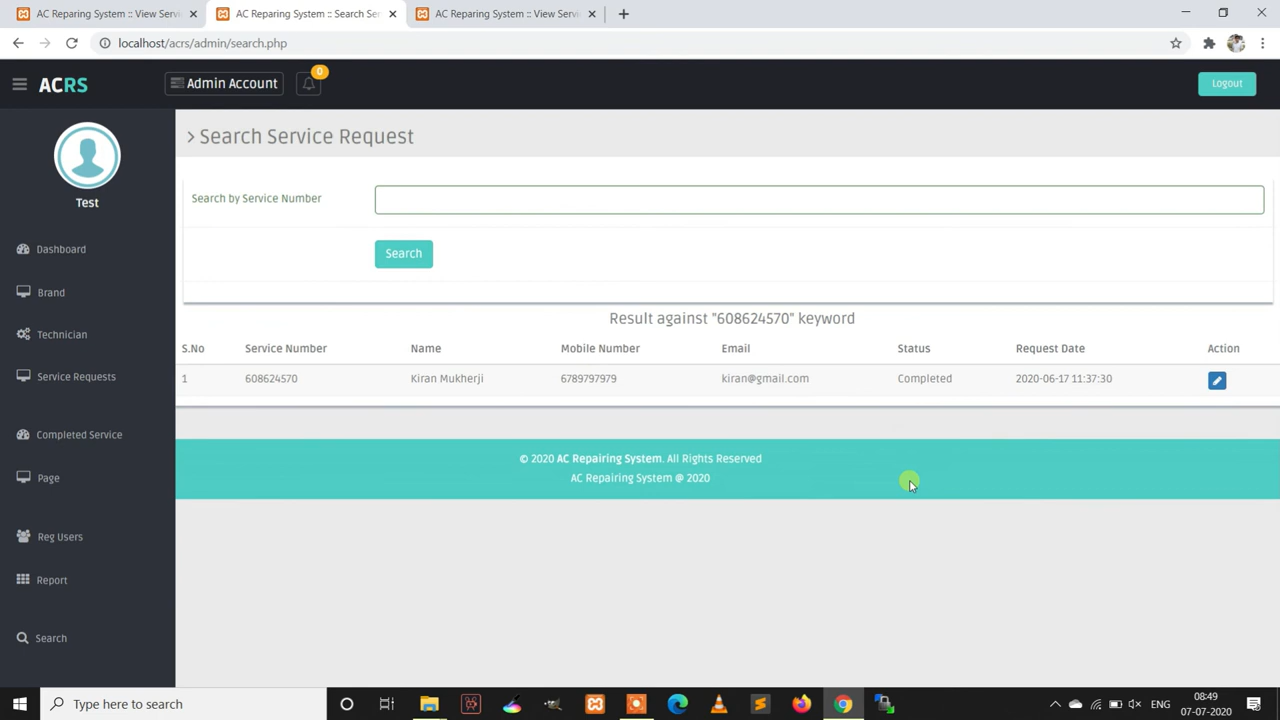 AC Repairing System :: View Servi
AC Repairing System :: Search Se
AC Repairing System :: View Servi
localhost/acrs/admin/search.php
ACRS
Admin Account
0
Logout
Test
Dashboard
Brand
Technician
Service Requests
Completed Service
Page
Reg Users
Report
Search
> Search Service Request
Search by Service Number
Search
Result against "608624570" keyword
S.No Service Number Name Mobile Number Email Status Request Date Action
1 608624570 Kiran Mukherji 6789797979 kiran@gmail.com Completed 2020-06-17 11:37:30
© 2020 AC Repairing System. All Rights Reserved
AC Repairing System @ 2020
Type here to search
ENG
08:49
07-07-2020